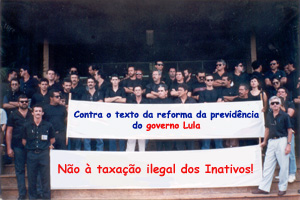 Contra o texto da reforma da previdência
do governo Lula
Não à taxação ilegal dos Inativos!